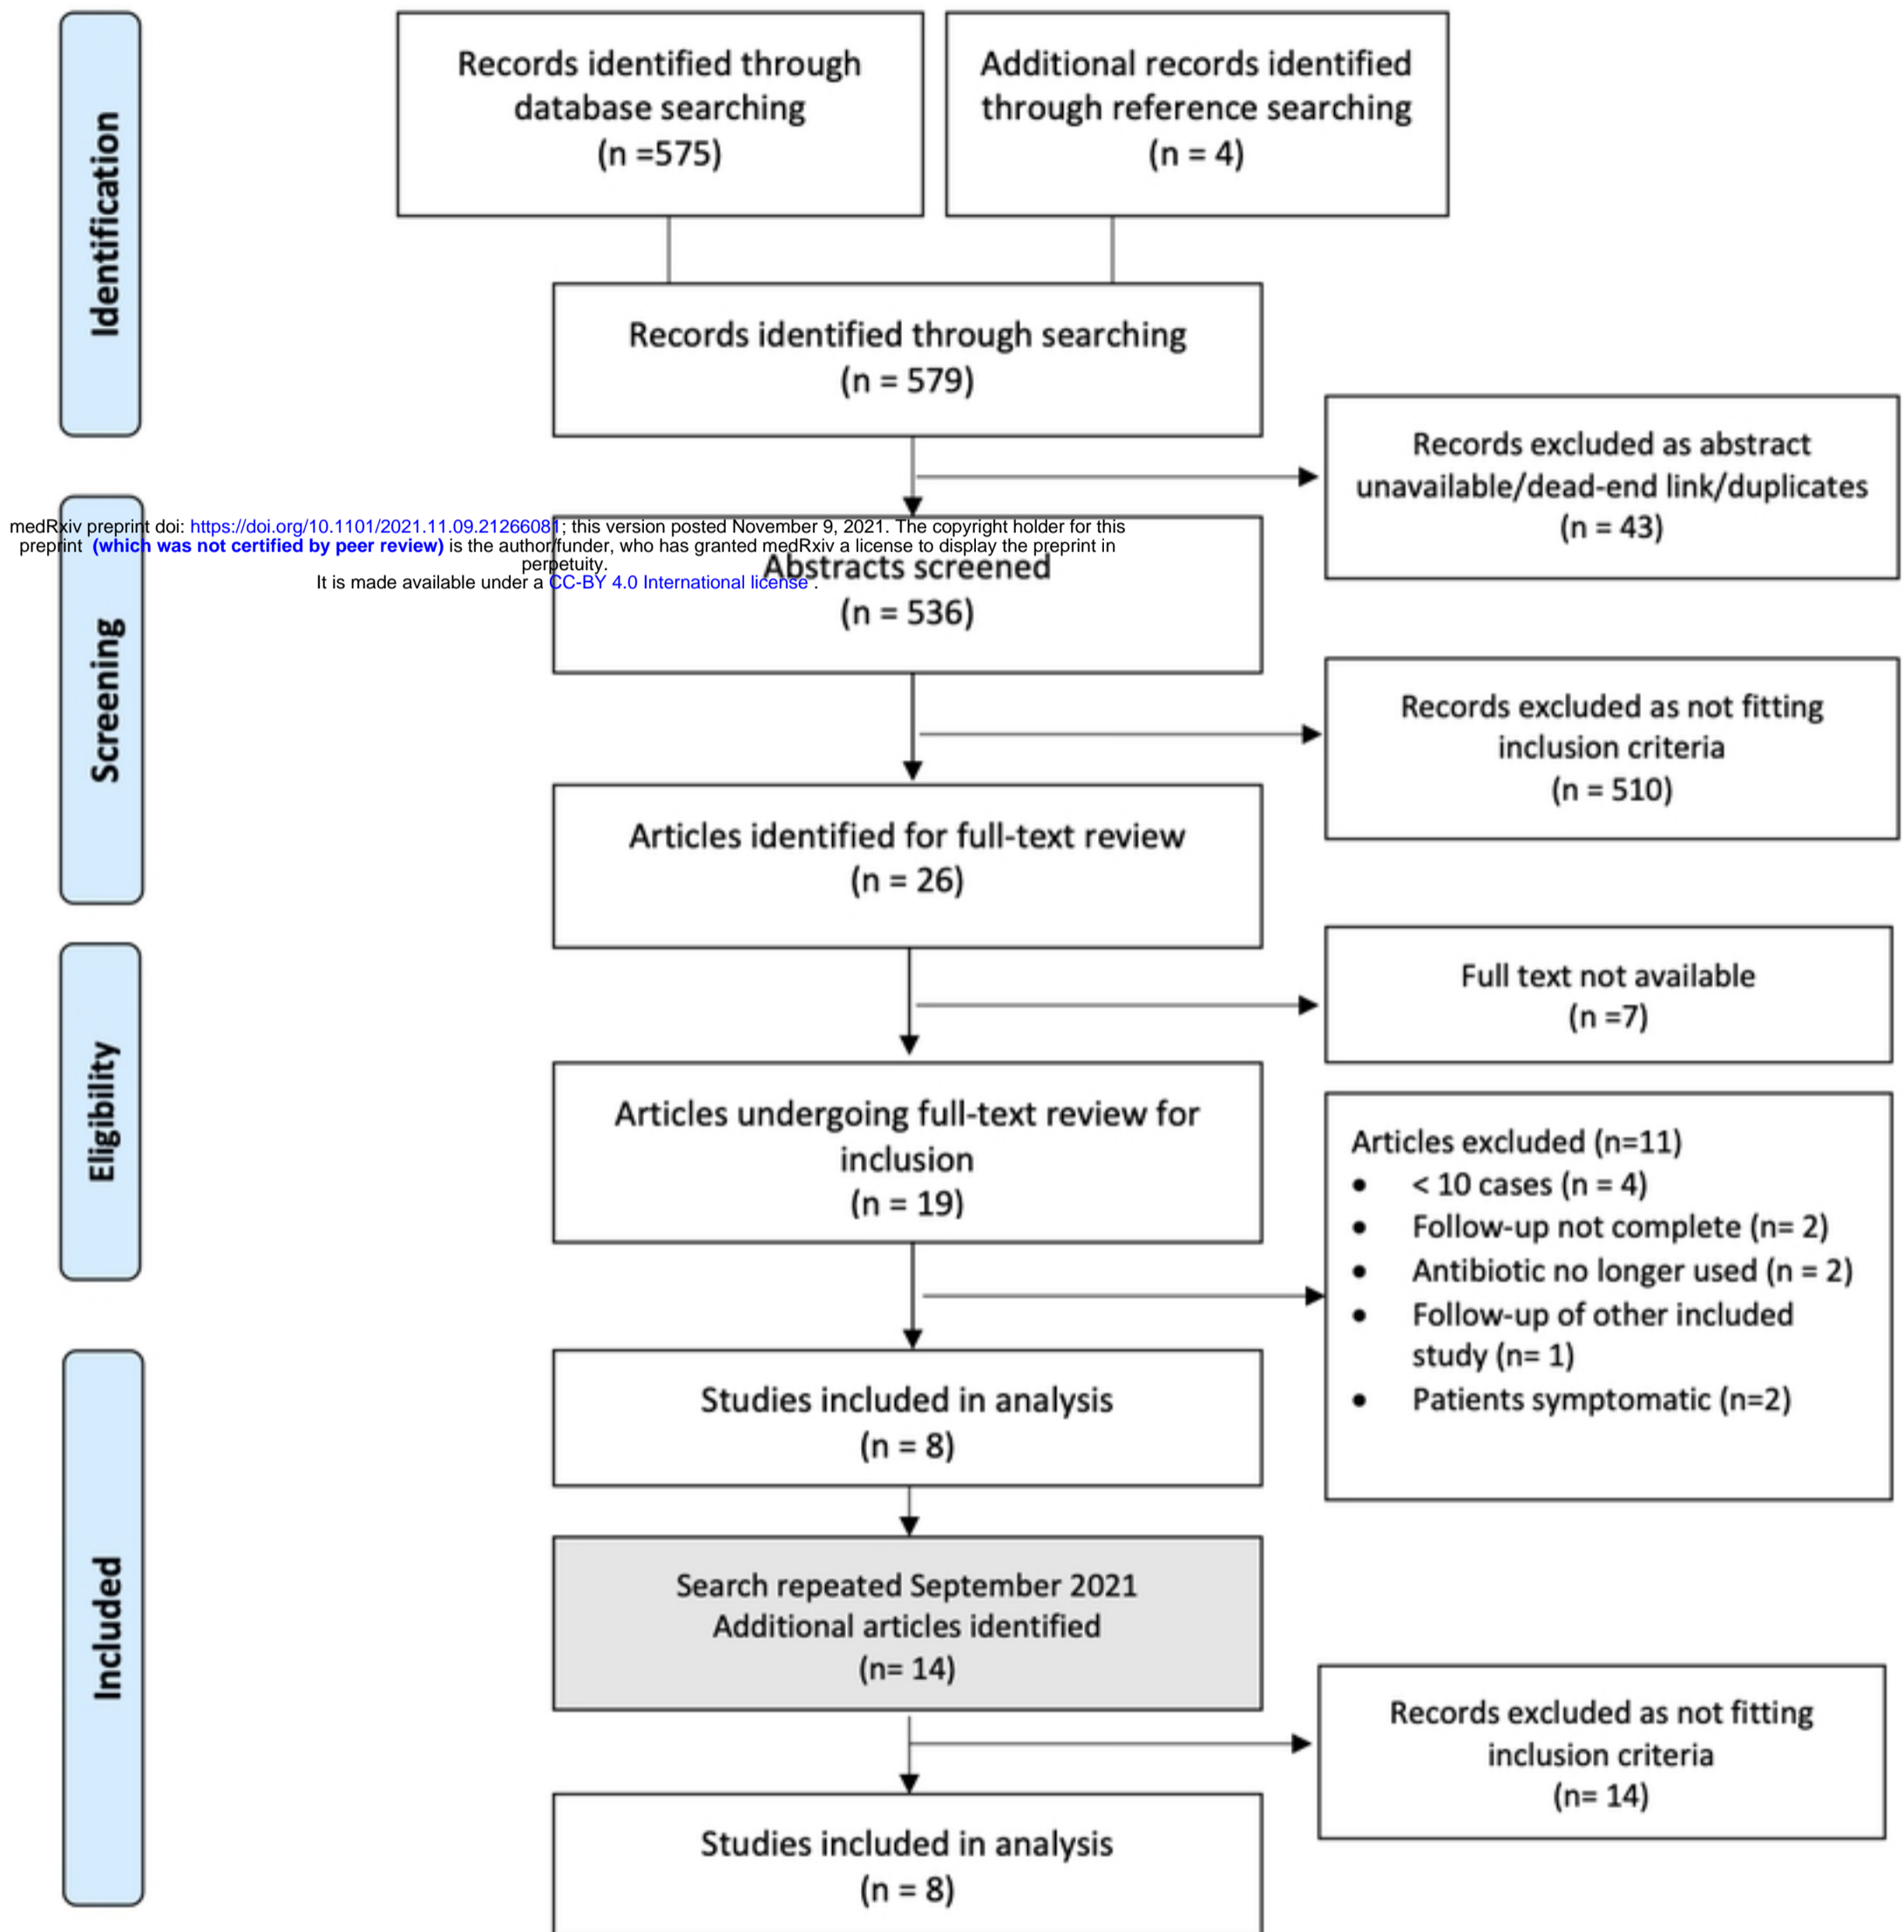 Identification
Records identified through
database searching
(n =575)
Additional records identified
through reference searching
(n = 4)
Records identified through searching
(n = 579)
Records excluded as abstract
unavailable/dead-end link/duplicates
(n = 43)
Screening
medRxiv preprint doi: https://doi.org/10.1101/2021.11.09.21266081; this version posted November 9, 2021. The copyright holder for this
preprint (which was not certified by peer review) is the author/funder, who has granted medRxiv a license to display the preprint in
perpetuity.
It is made available under a CC-BY 4.0 International license .
Abstracts screened
(n = 536)
Records excluded as not fitting
inclusion criteria
(n = 510)
Articles identified for full-text review
(n = 26)
Eligibility
Full text not available
(n =7)
Articles undergoing full-text review for
inclusion
(n = 19)
Articles excluded (n=11)
• < 10 cases (n = 4)
• Follow-up not complete (n= 2)
• Antibiotic no longer used (n = 2)
• Follow-up of other included
study (n= 1)
• Patients symptomatic (n=2)
Included
Studies included in analysis
(n = 8)
Search repeated September 2021
Additional articles identified
(n= 14)
Records excluded as not fitting
inclusion criteria
(n= 14)
Studies included in analysis
(n = 8)